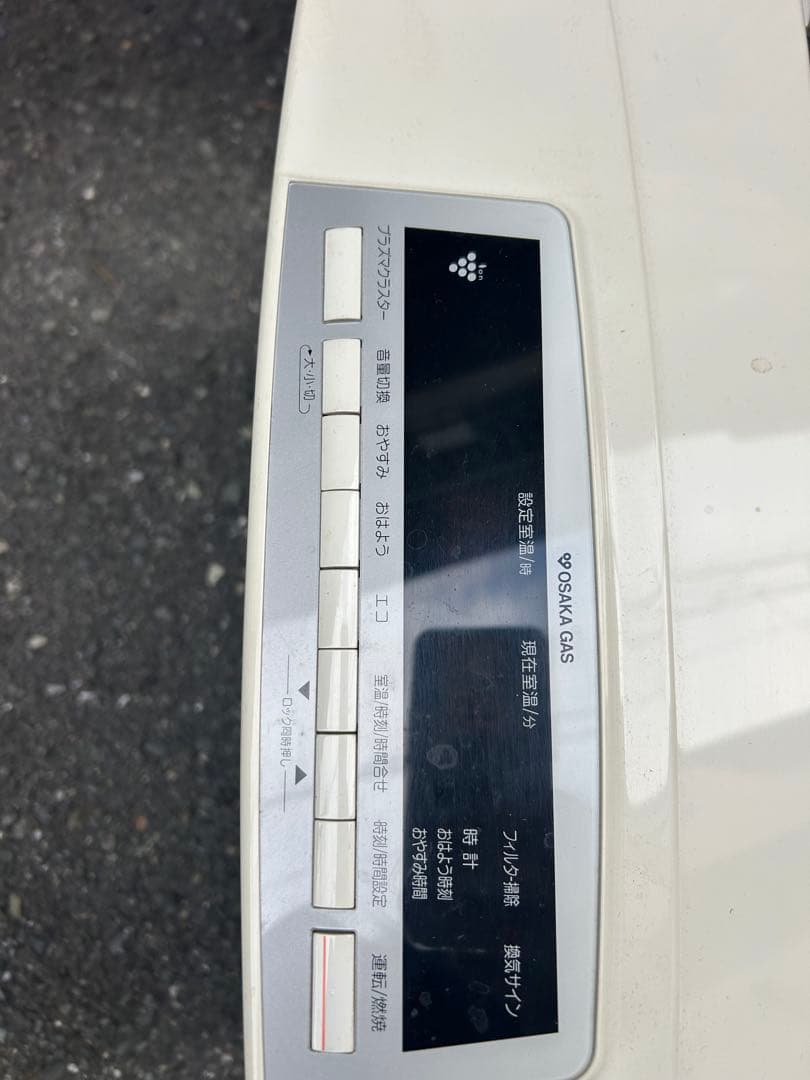 OSAKA GAS
Ion
設定室温/時
現在室温/分
フィルター掃除
換気サイン
時計
おはよう時刻
おやすみ時間
プラズマクラスター
音量切換
おやすみ
おはよう
エコ
室温/時刻/時間合せ
時刻/時間設定
運転/燃焼
大・小・切
▼
▲
ロック同時押し